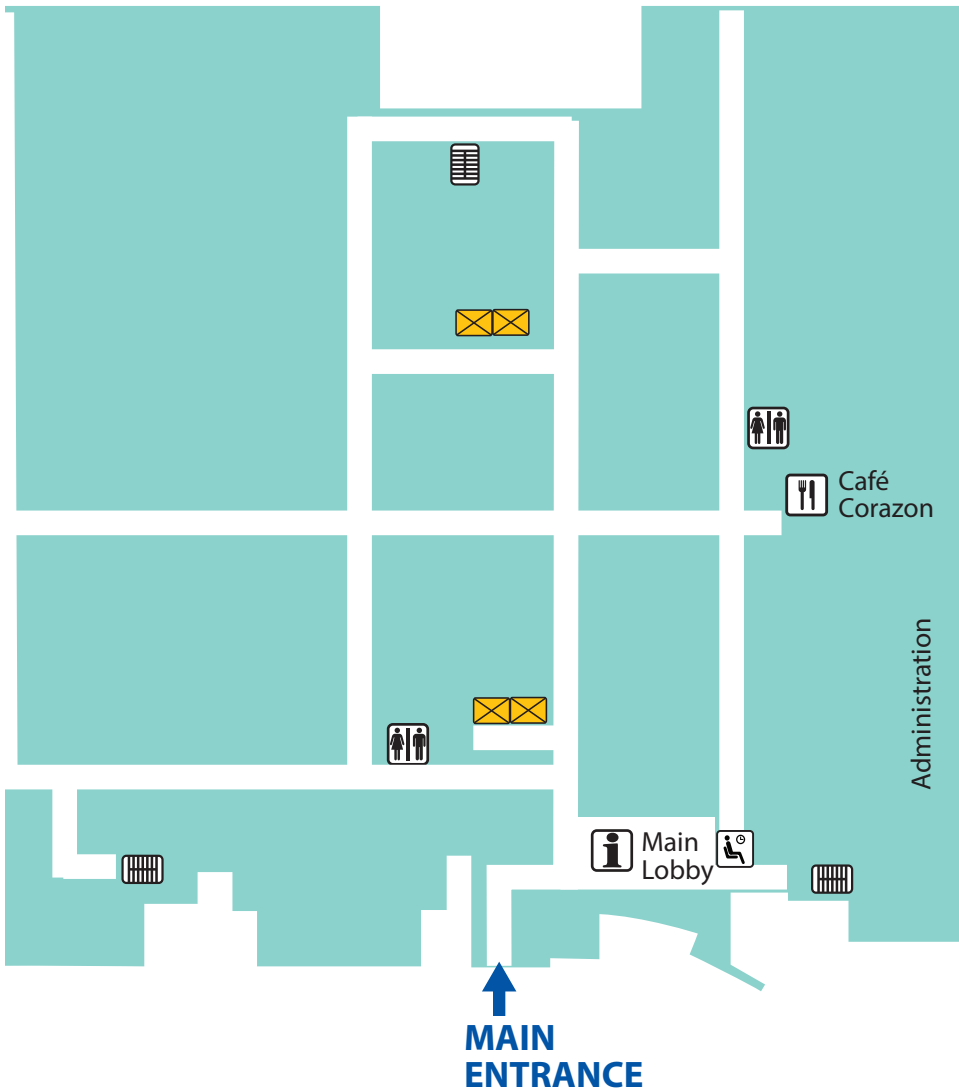 Café
Corazon
Administration
Main
Lobby
MAIN
ENTRANCE